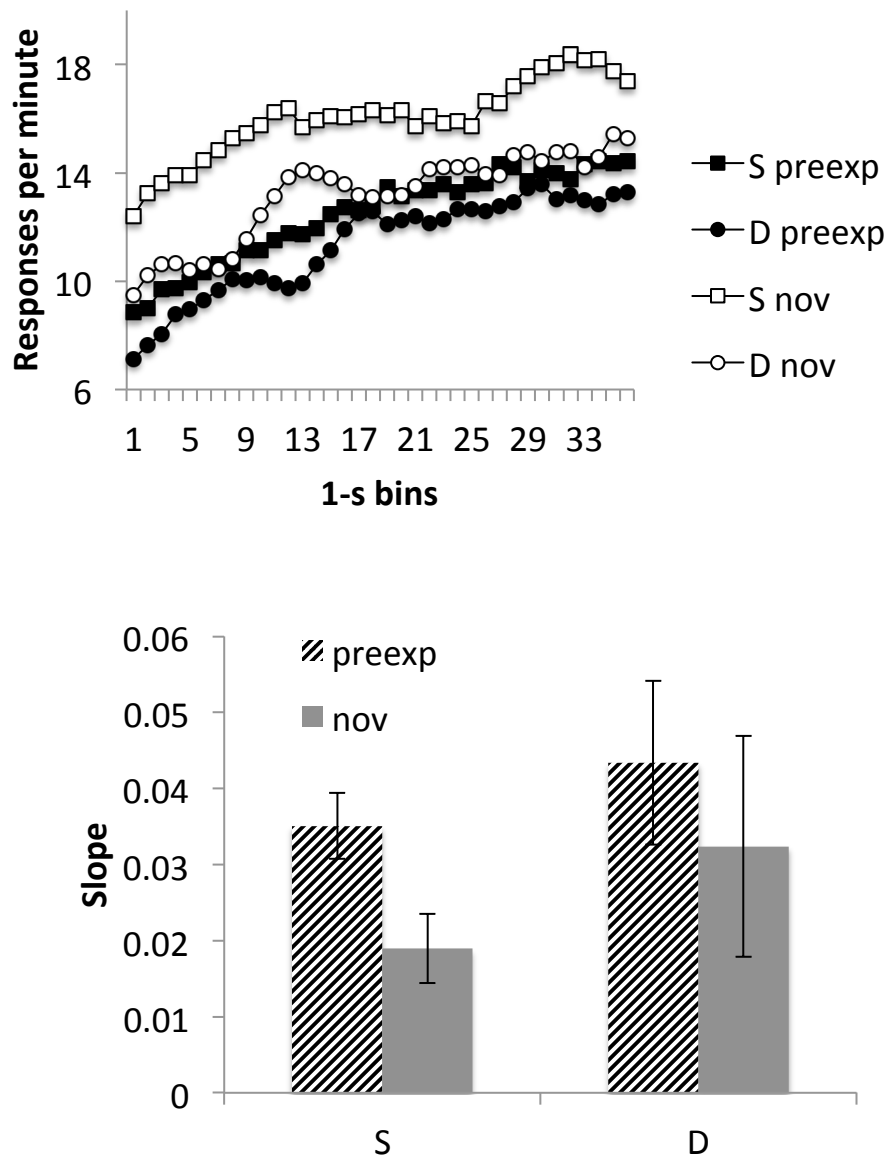 Responses per minute
18
14
10
6
1 5 9 13 17 21 25 29 33
1-s bins
S preexp
D preexp
S nov
D nov
Slope
0.06
0.05
0.04
0.03
0.02
0.01
0
preexp
nov
S D